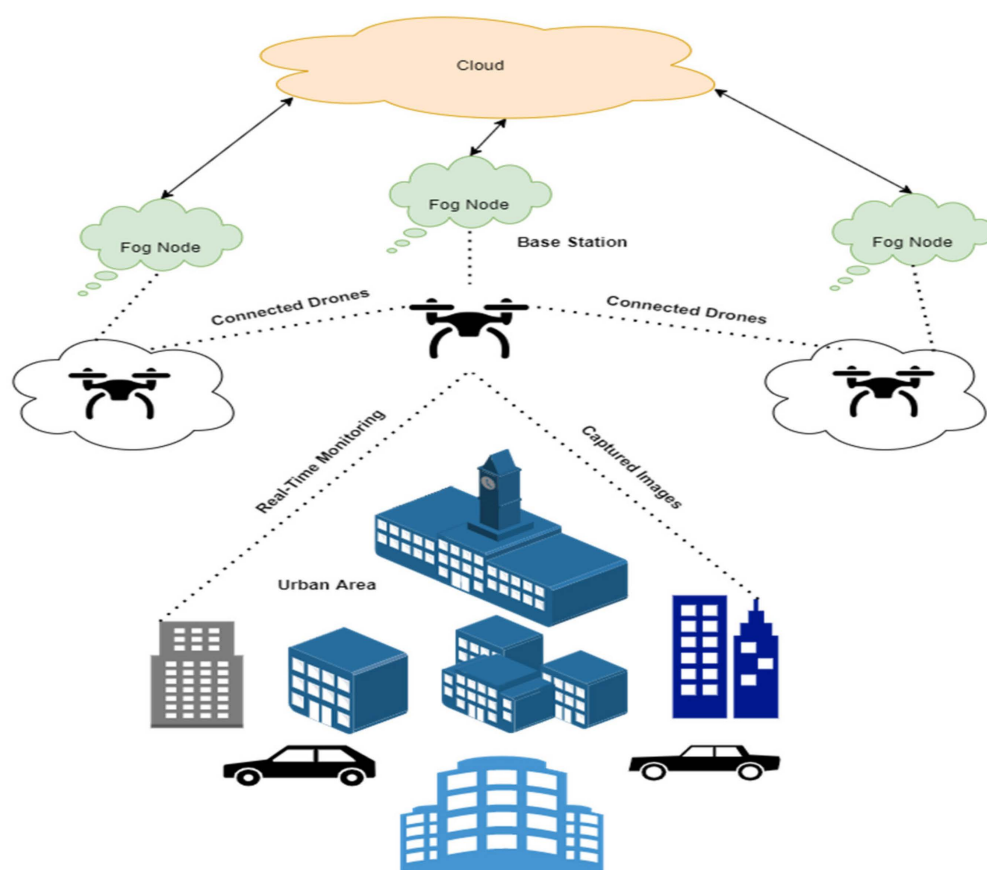 Cloud
Fog Node
Fog Node
Fog Node
Base Station
Connected Drones
Connected Drones
Real-Time Monitoring
Captured Images
Urban Area